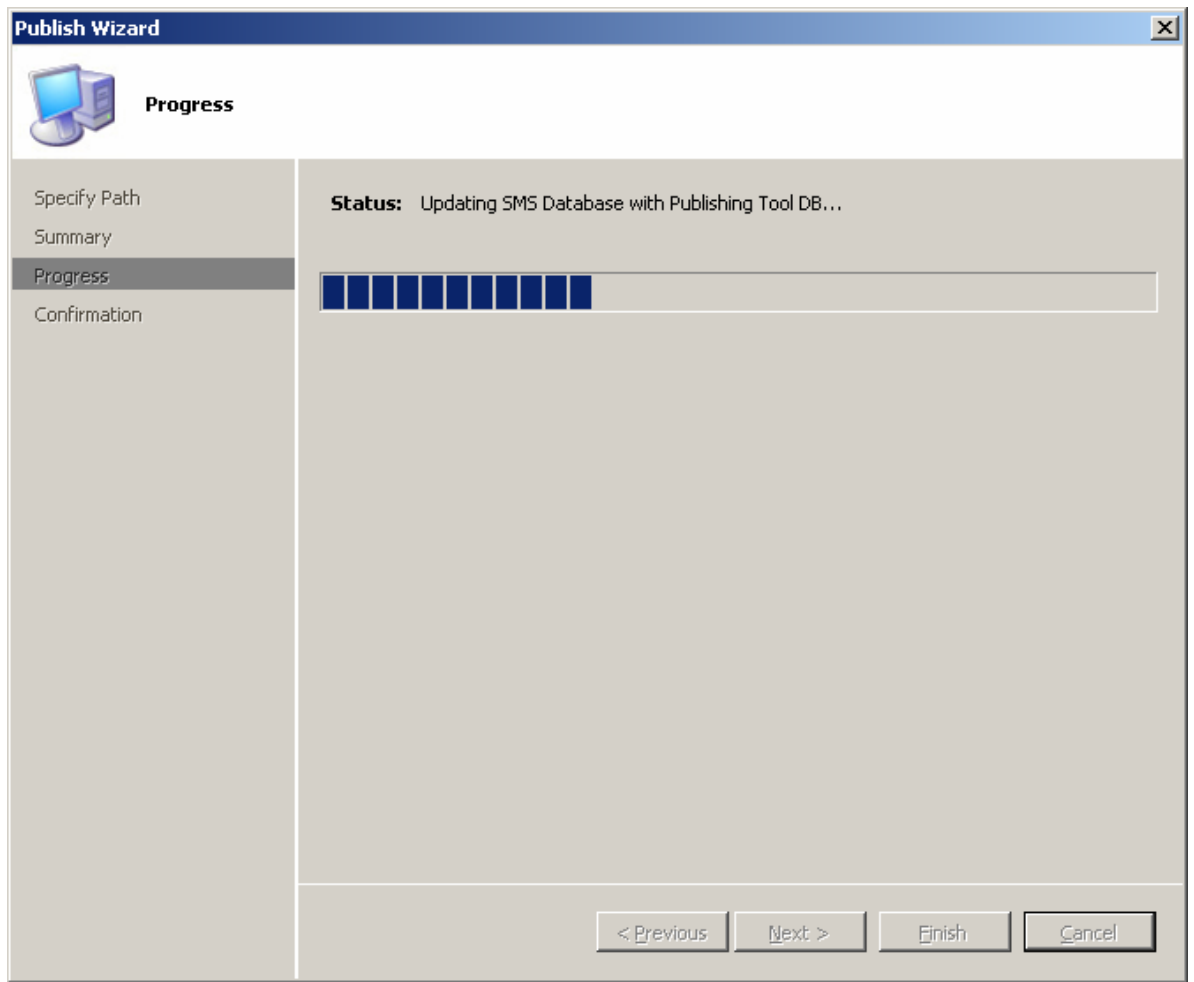 Publish Wizard
Progress
Specify Path
Summary
Progress
Confirmation
Status: Updating SMS Database with Publishing Tool DB...
< Previous Next > Finish Cancel